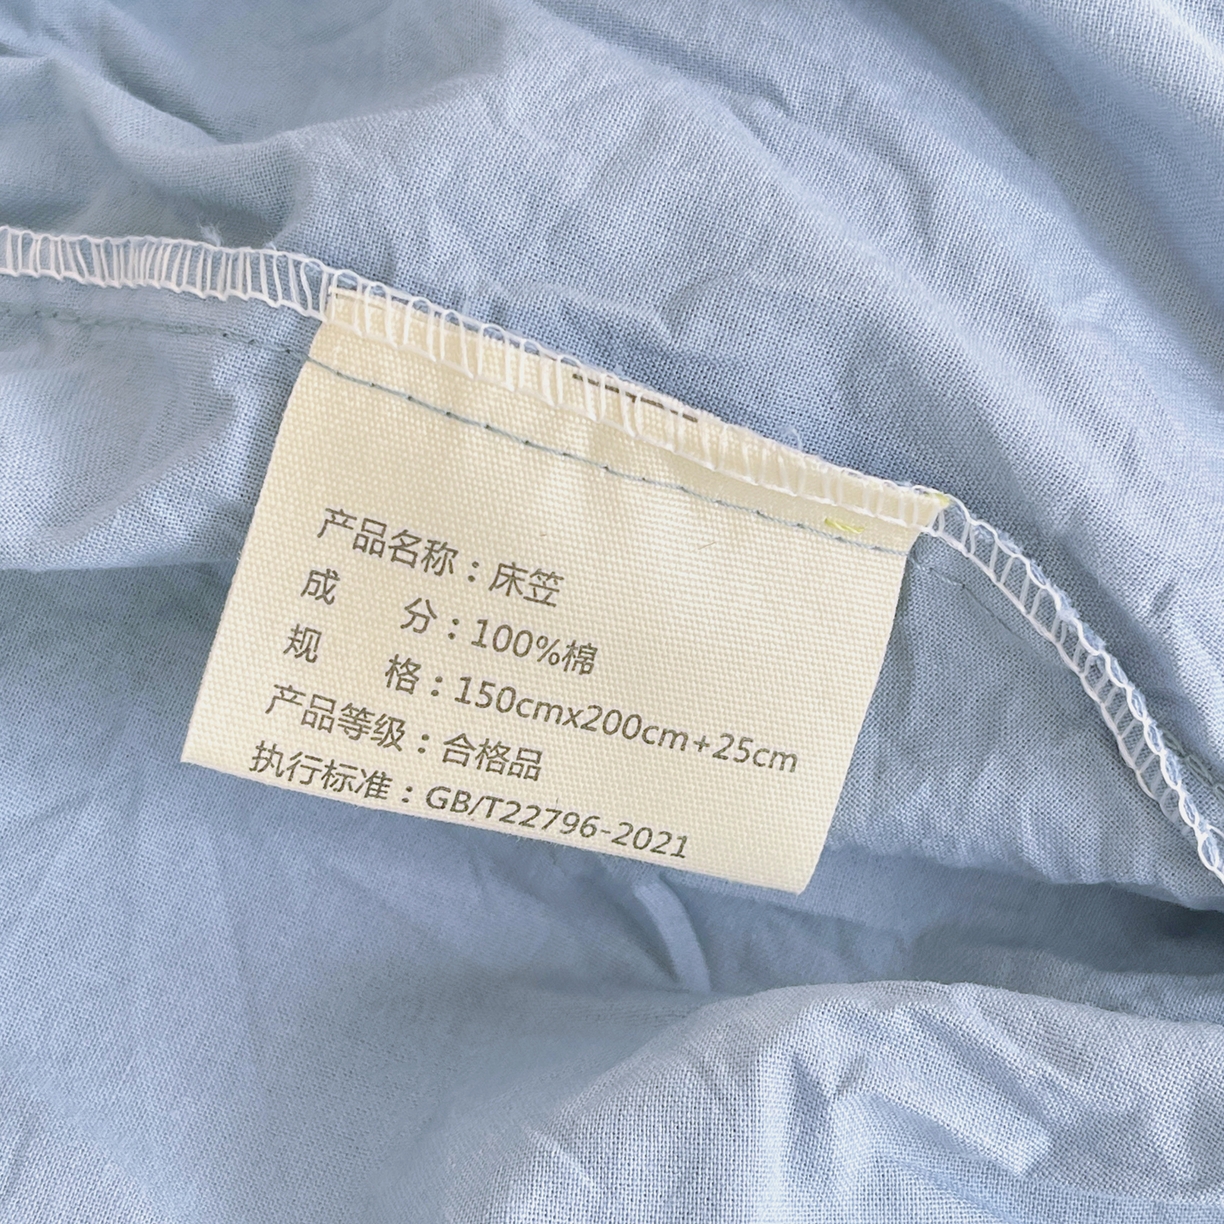 产品名称：床笠
成 分：100%棉
规 格：150cmx200cm+25cm
产品等级：合格品
执行标准：GB/T22796-2021